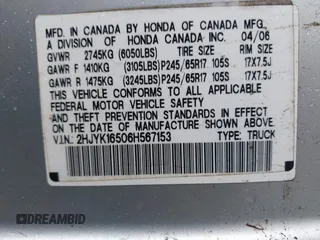 MFD. IN CANADA BY HONDA OF CANADA MFG.
A DIVISION OF HONDA CANADA INC. 04/06
GVWR 2745KG (6050LBS) TIRE SIZE RIM SIZE
GAWR F 1410KG (3105LBS) P245/65R17 105S 17X7.5J
GAWR R 1475KG (3245LBS) P245/65R17 105S 17X7.5J
THIS VEHICLE CONFORMS TO ALL APPLICABLE
FEDERAL MOTOR VEHICLE SAFETY AND
THEFT PREVENTION STANDARDS IN EFFECT ON
THE DATE OF MANUFACTURE SHOWN ABOVE.
V.I.N. 2HJYK16506H567153 TYPE: TRUCK
DREAMBID